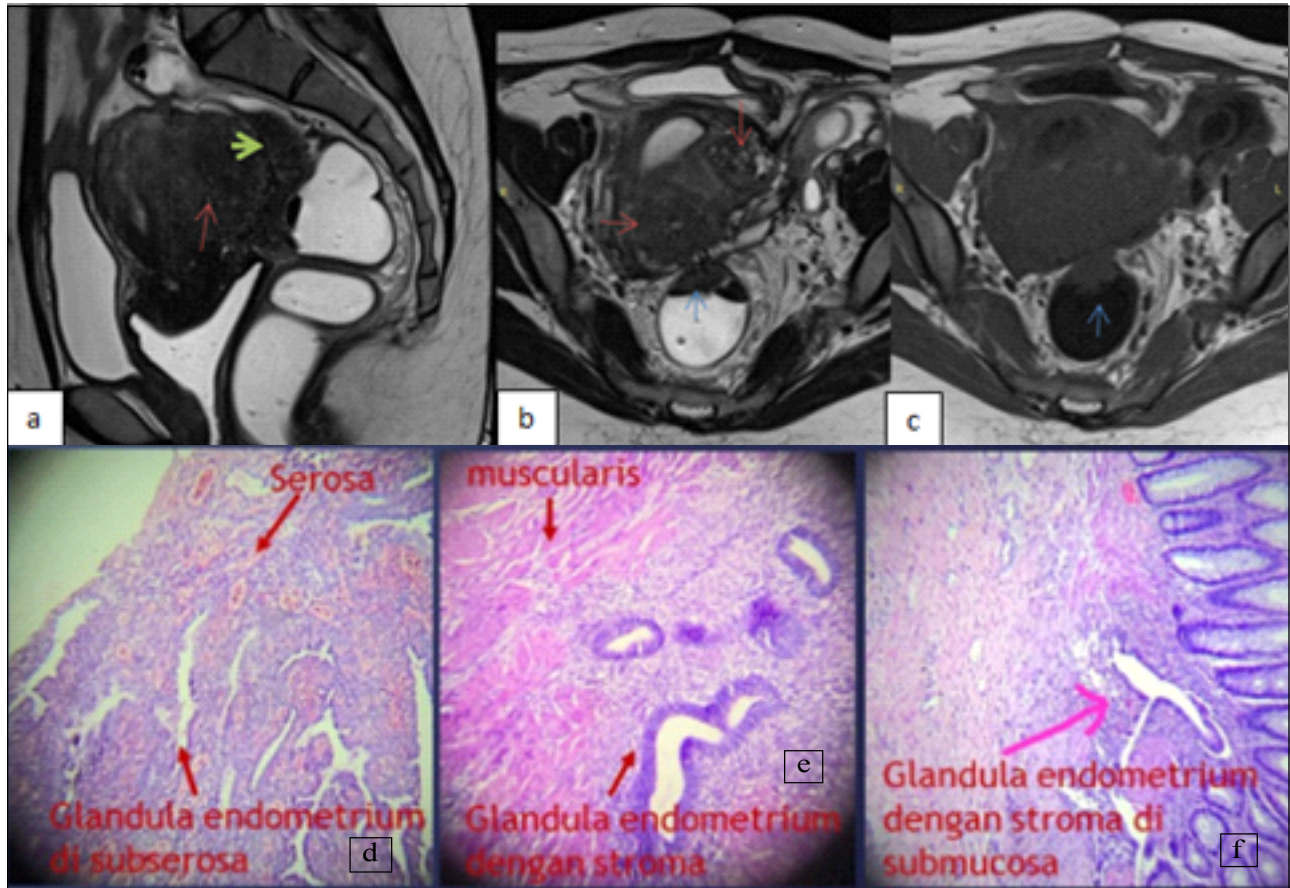 a
b
c
R
R
L
Serosa
Glandula endometrium
di subserosa
d
muscularis
Glandula endometrium
dengan stroma
e
Glandula endometrium
dengan stroma di
submucosa
f